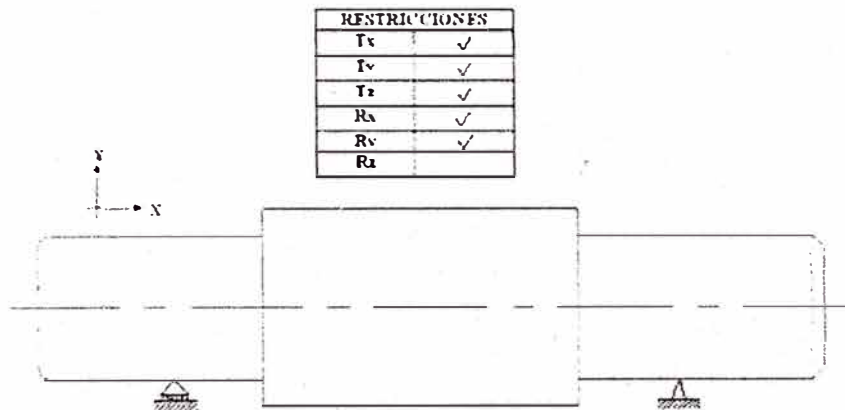 RESTRICCIONES
Tx ✓
Ty ✓
Tz ✓
Rx ✓
Ry ✓
Rz
Y
X